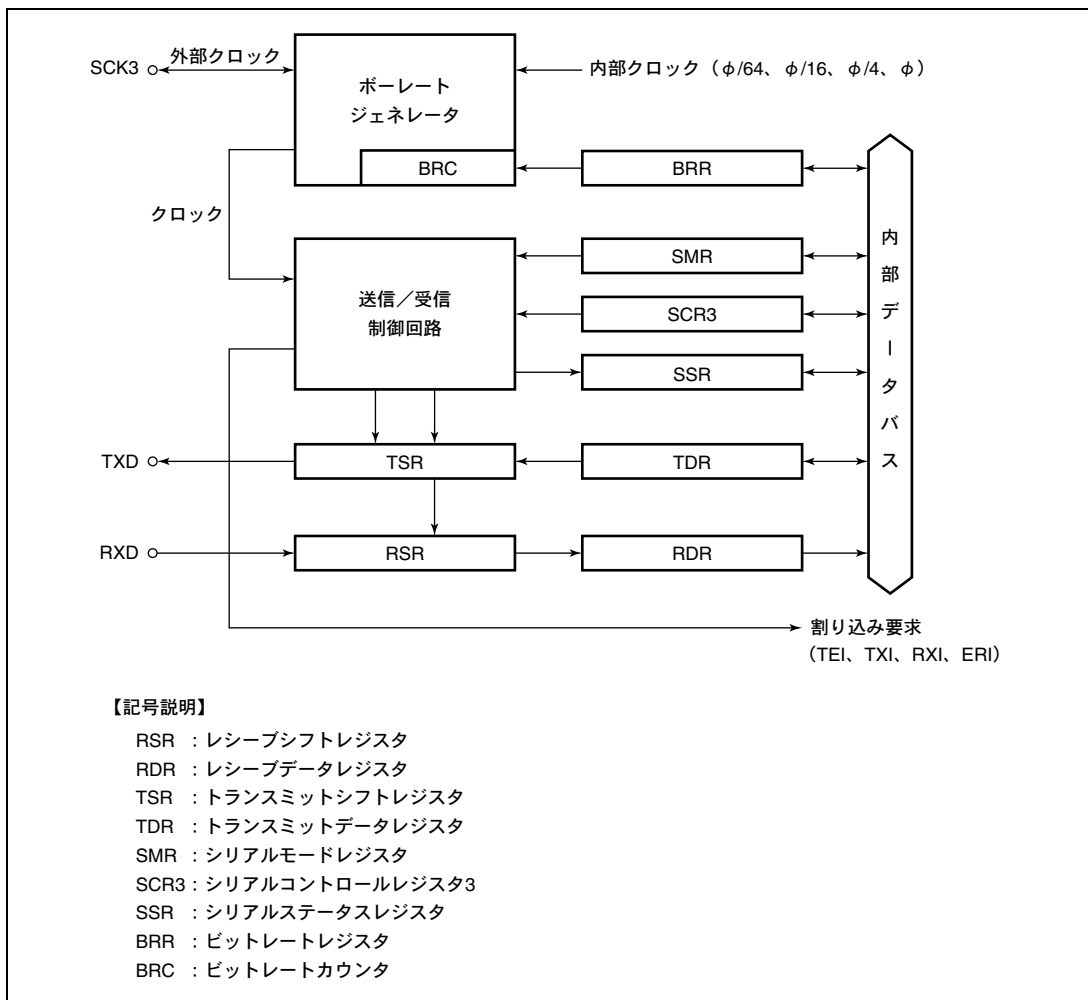 SCK3
外部クロック
ボーレート
ジェネレータ
内部クロック（φ/64、φ/16、φ/4、φ）
BRC
BRR
クロック
送信／受信
制御回路
SMR
SCR3
SSR
内部データバス
TXD
TSR
TDR
RXD
RSR
RDR
割り込み要求
（TEI、TXI、RXI、ERI）
【記号説明】
RSR ：レシーブシフトレジスタ
RDR ：レシーブデータレジスタ
TSR ：トランスミットシフトレジスタ
TDR ：トランスミットデータレジスタ
SMR ：シリアルモードレジスタ
SCR3：シリアルコントロールレジスタ3
SSR ：シリアルステータスレジスタ
BRR ：ビットレートレジスタ
BRC ：ビットレートカウンタ